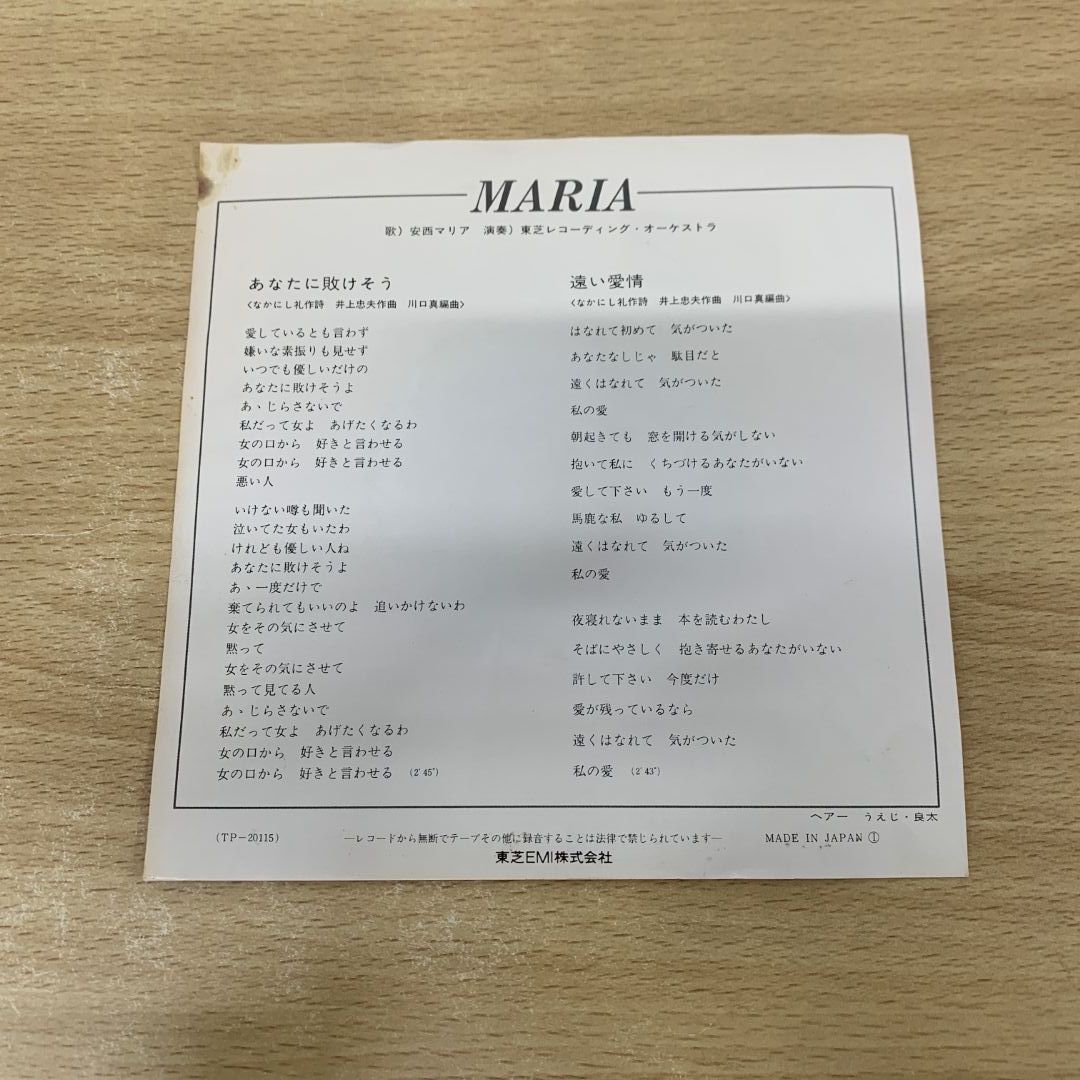 MARIA
歌）安西マリア　演奏）東芝レコーディング・オーケストラ
あなたに敗けそう
〈なかにし礼作詩　井上忠夫作曲　川口真編曲〉
愛しているとも言わず
嫌いな素振りも見せず
いつでも優しいだけの
あなたに敗けそうよ
あゝじらさないで
私だって女よ　あげたくなるわ
女の口から　好きと言わせる
女の口から　好きと言わせる
悪い人
いけない噂も聞いた
泣いてた女もいたわ
けれども優しい人ね
あなたに敗けそうよ
あゝ一度だけで
棄てられてもいいのよ　追いかけないわ
女をその気にさせて
黙って
女をその気にさせて
黙って見てる人
あゝじらさないで
私だって女よ　あげたくなるわ
女の口から　好きと言わせる
女の口から　好きと言わせる　（2′45″）
遠い愛情
〈なかにし礼作詩　井上忠夫作曲　川口真編曲〉
はなれて初めて　気がついた
あなたなしじゃ　駄目だと
遠くはなれて　気がついた
私の愛
朝起きても　窓を開ける気がしない
抱いて私に　くちづけるあなたがいない
愛して下さい　もう一度
馬鹿な私　ゆるして
遠くはなれて　気がついた
私の愛
夜寝れないまま　本を読むわたし
そばにやさしく　抱き寄せるあなたがいない
許して下さい　今度だけ
愛が残っているなら
遠くはなれて　気がついた
私の愛　（2′43″）
ヘアー　うえじ・良太
（TP－20115）　―レコードから無断でテープその他に録音することは法律で禁じられています―　MADE IN JAPAN ①
東芝EMI株式会社